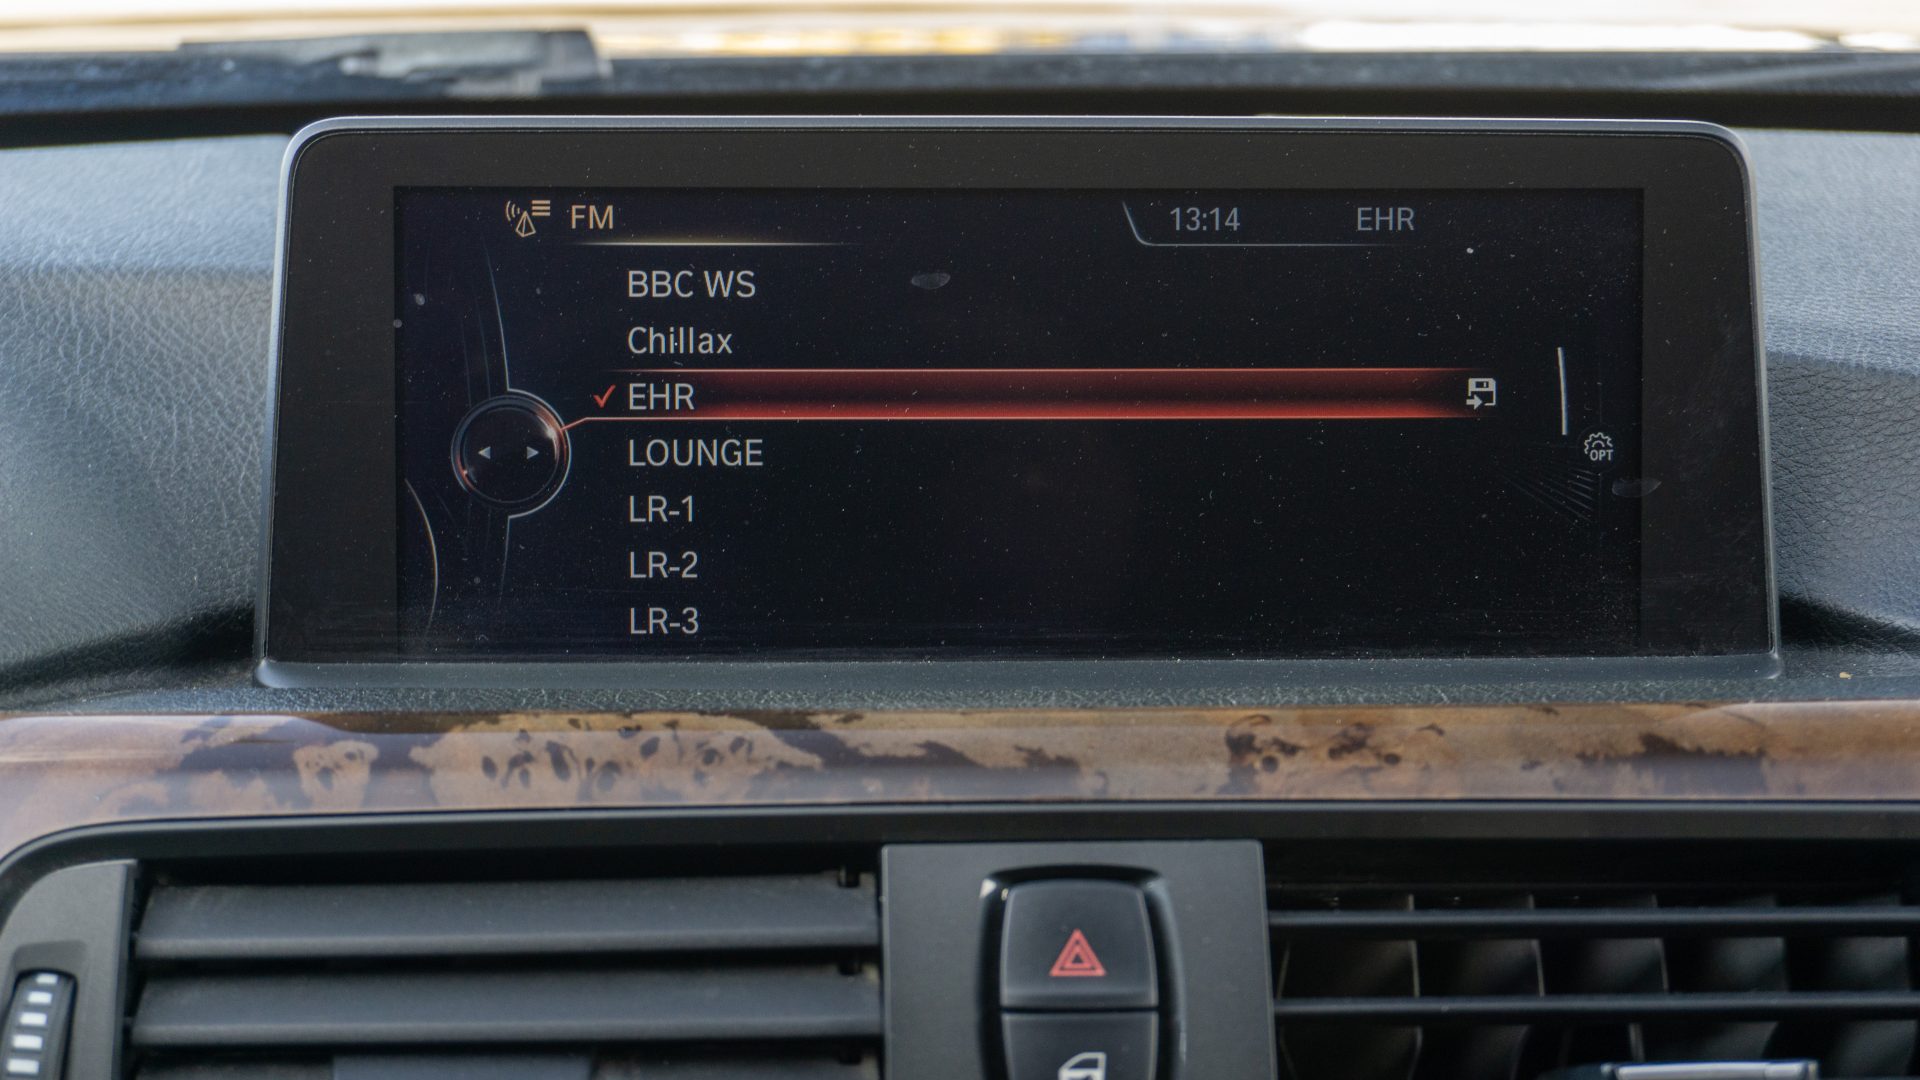 FM 13:14 EHR
BBC WS
Chillax
EHR
LOUNGE
OPT
LR-1
LR-2
LR-3